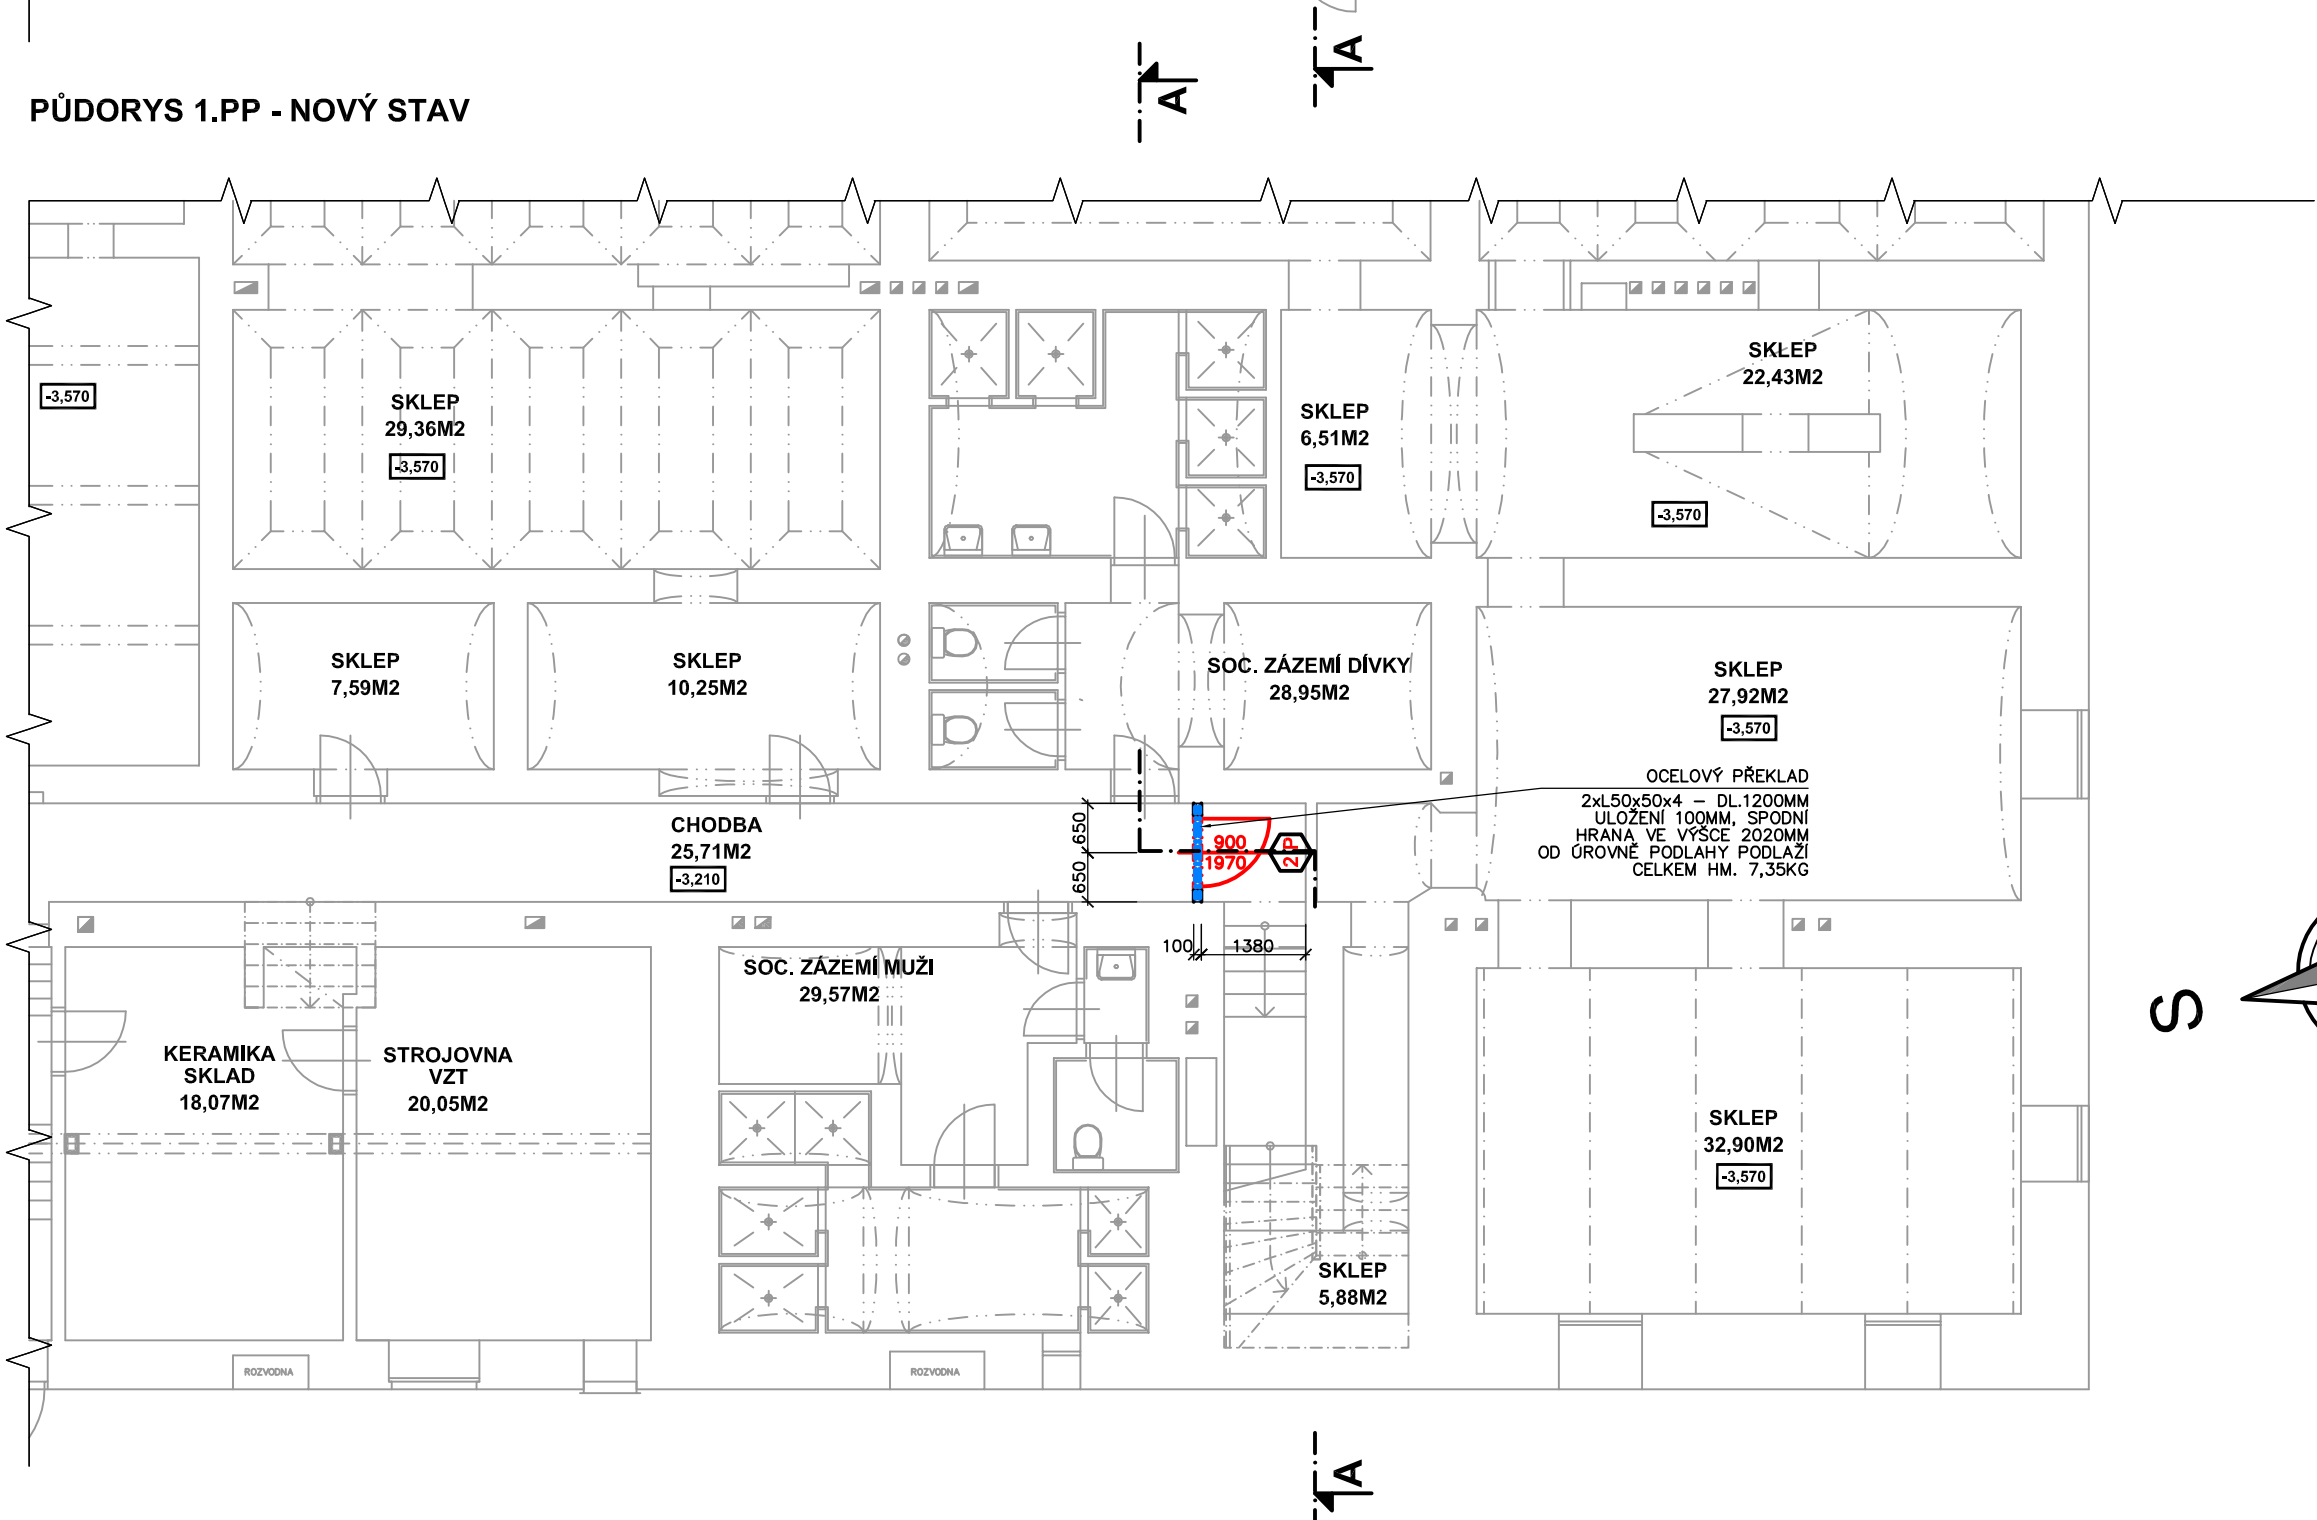 A
A
PŮDORYS 1.PP - NOVÝ STAV
-3,570
SKLEP
29,36M2
-3,570
SKLEP
6,51M2
-3,570
SKLEP
22,43M2
-3,570
SKLEP
7,59M2
SKLEP
10,25M2
SOC. ZÁZEMÍ DÍVKY
28,95M2
SKLEP
27,92M2
-3,570
OCELOVÝ PŘEKLAD
2xL50x50x4 – DL.1200MM
ULOŽENÍ 100MM, SPODNÍ
HRANA VE VÝŠCE 2020MM
OD ÚROVNĚ PODLAHY PODLAŽÍ
CELKEM HM. 7,35KG
CHODBA
25,71M2
-3,210
650
650
900
1970
2/P
100
1380
SOC. ZÁZEMÍ MUŽI
29,57M2
S
KERAMIKA
SKLAD
18,07M2
STROJOVNA
VZT
20,05M2
SKLEP
32,90M2
-3,570
SKLEP
5,88M2
ROZVODNA
ROZVODNA
A